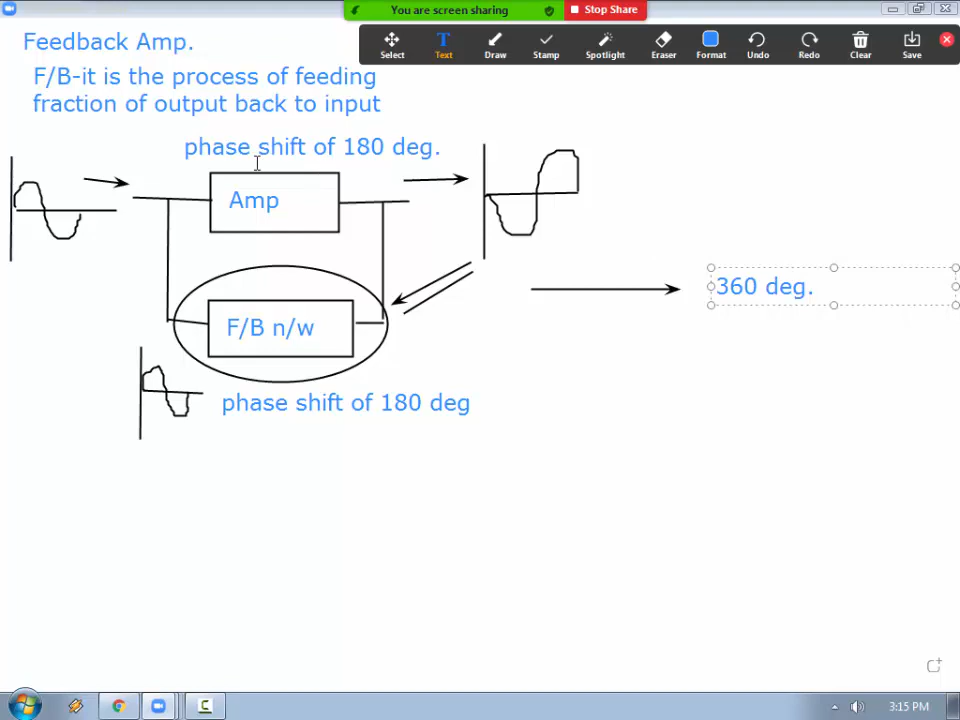 You are screen sharing
Stop Share
Select
Text
Draw
Stamp
Spotlight
Eraser
Format
Undo
Redo
Clear
Save
Feedback Amp.
F/B-it is the process of feeding
fraction of output back to input
phase shift of 180 deg.
Amp
360 deg.
F/B n/w
phase shift of 180 deg
3:15 PM